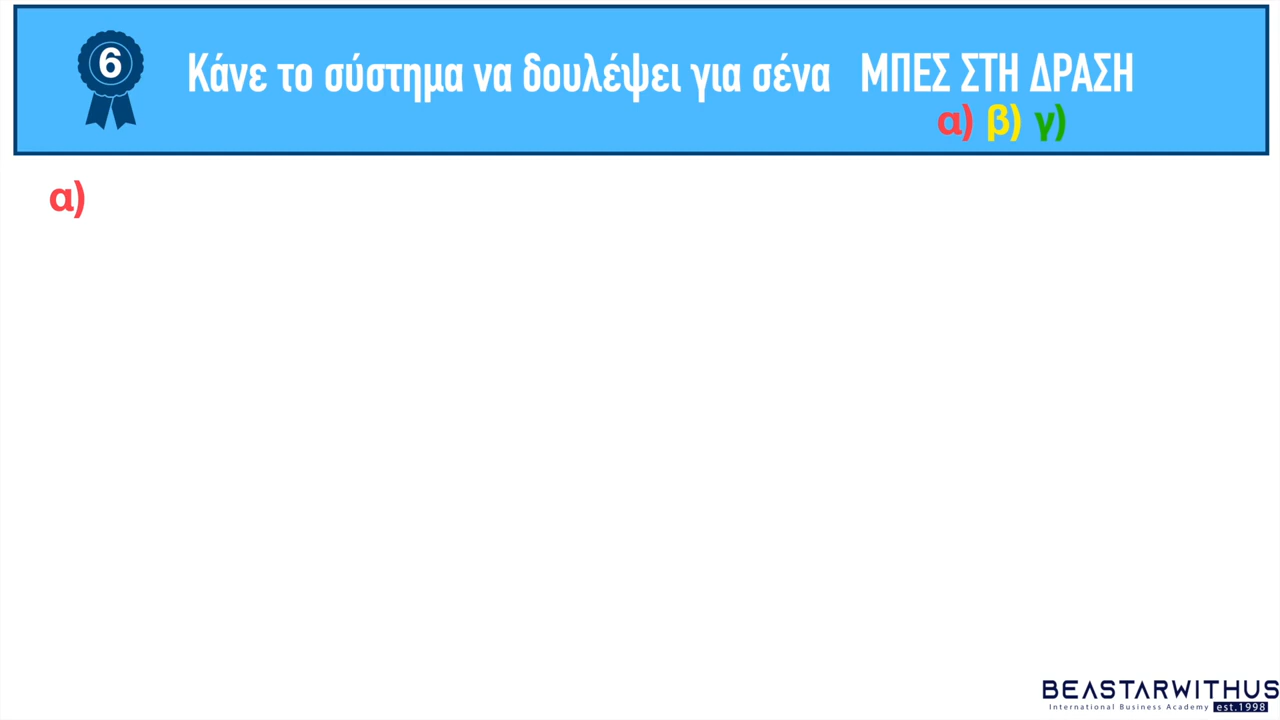 6
Κάνε το σύστημα να δουλέψει για σένα ΜΠΕΣ ΣΤΗ ΔΡΑΣΗ
α) β) γ)
α)
BEASTARWITHUS
International Business Academy est.1998